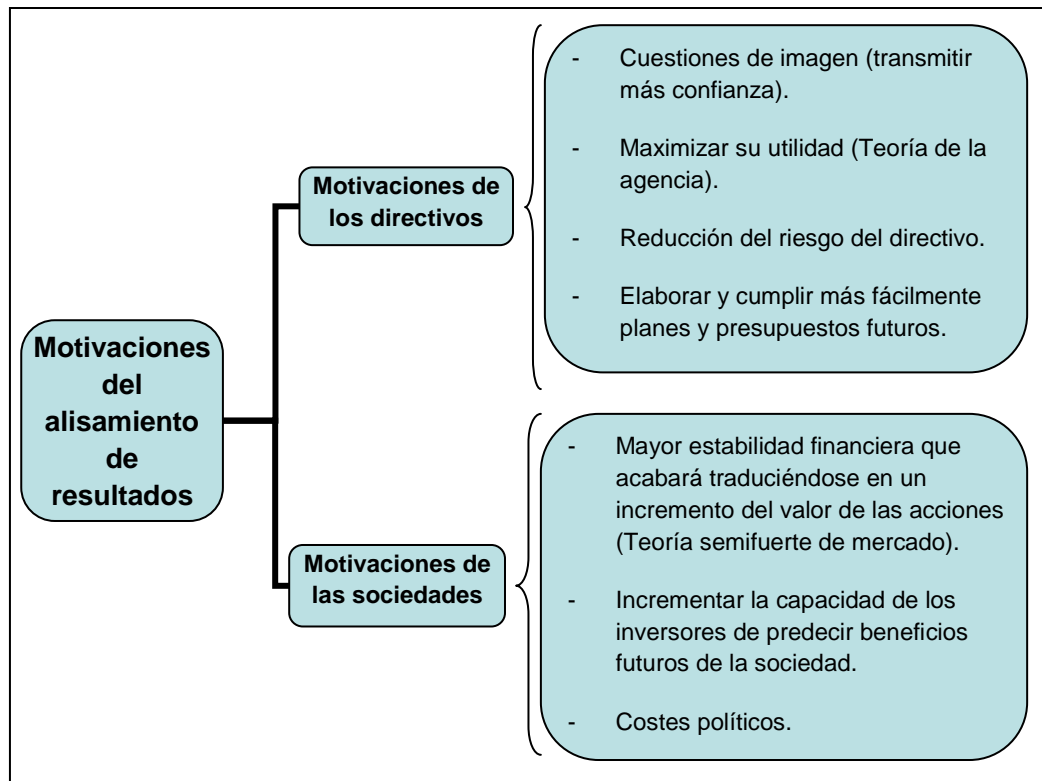 Motivaciones
del
alisamiento
de
resultados
Motivaciones de
los directivos
- Cuestiones de imagen (transmitir
más confianza).
- Maximizar su utilidad (Teoría de la
agencia).
- Reducción del riesgo del directivo.
- Elaborar y cumplir más fácilmente
planes y presupuestos futuros.
Motivaciones de
las sociedades
- Mayor estabilidad financiera que
acabará traduciéndose en un
incremento del valor de las acciones
(Teoría semifuerte de mercado).
- Incrementar la capacidad de los
inversores de predecir beneficios
futuros de la sociedad.
- Costes políticos.